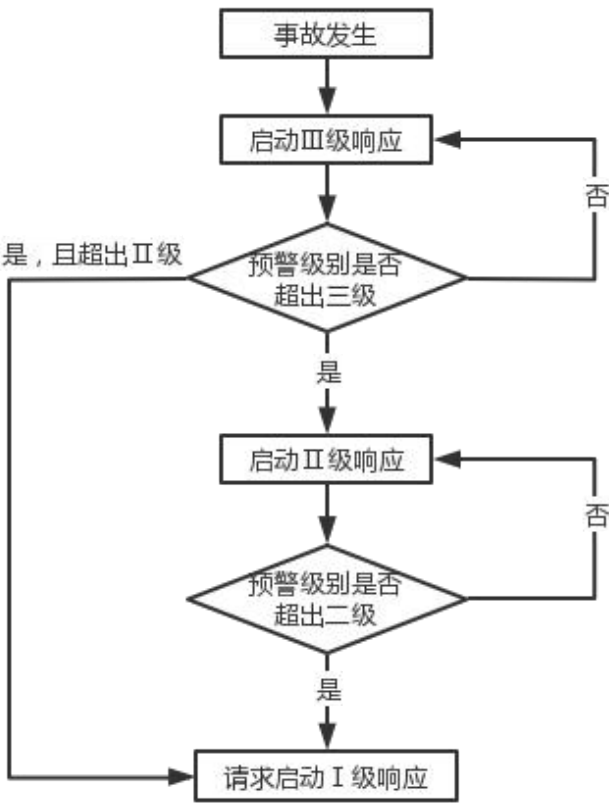 事故发生
启动Ⅲ级响应
否
是，且超出Ⅱ级
预警级别是否
超出三级
是
启动Ⅱ级响应
否
预警级别是否
超出二级
是
请求启动Ⅰ级响应